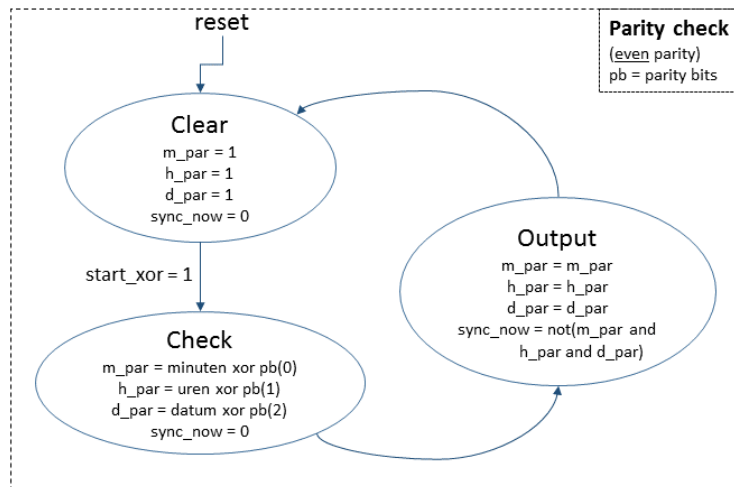 reset
Parity check
(even parity)
pb = parity bits
Clear
m_par = 1
h_par = 1
d_par = 1
sync_now = 0
start_xor = 1
Check
m_par = minuten xor pb(0)
h_par = uren xor pb(1)
d_par = datum xor pb(2)
sync_now = 0
Output
m_par = m_par
h_par = h_par
d_par = d_par
sync_now = not(m_par and
h_par and d_par)